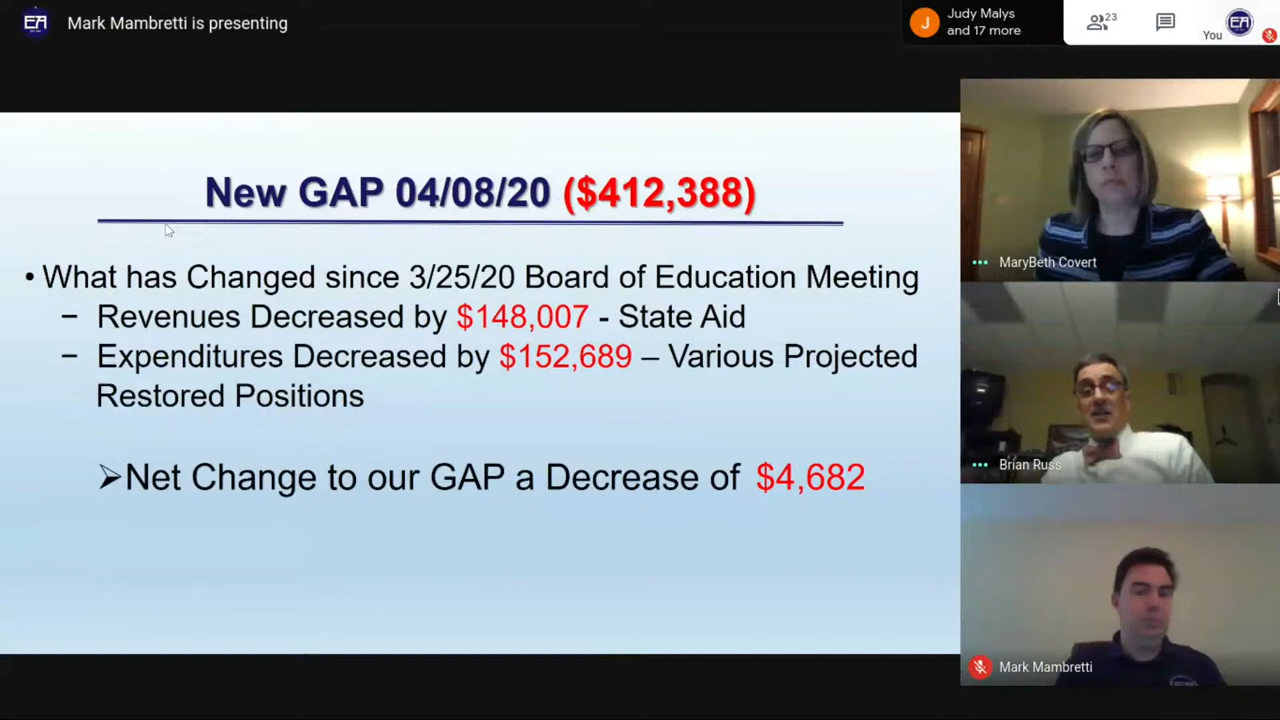 EA
Mark Mambretti is presenting
J
Judy Malys
and 17 more
23
You
EA
New GAP 04/08/20 ($412,388)
• What has Changed since 3/25/20 Board of Education Meeting
– Revenues Decreased by $148,007 - State Aid
– Expenditures Decreased by $152,689 – Various Projected
Restored Positions
➢Net Change to our GAP a Decrease of $4,682
MaryBeth Covert
Brian Russ
Mark Mambretti